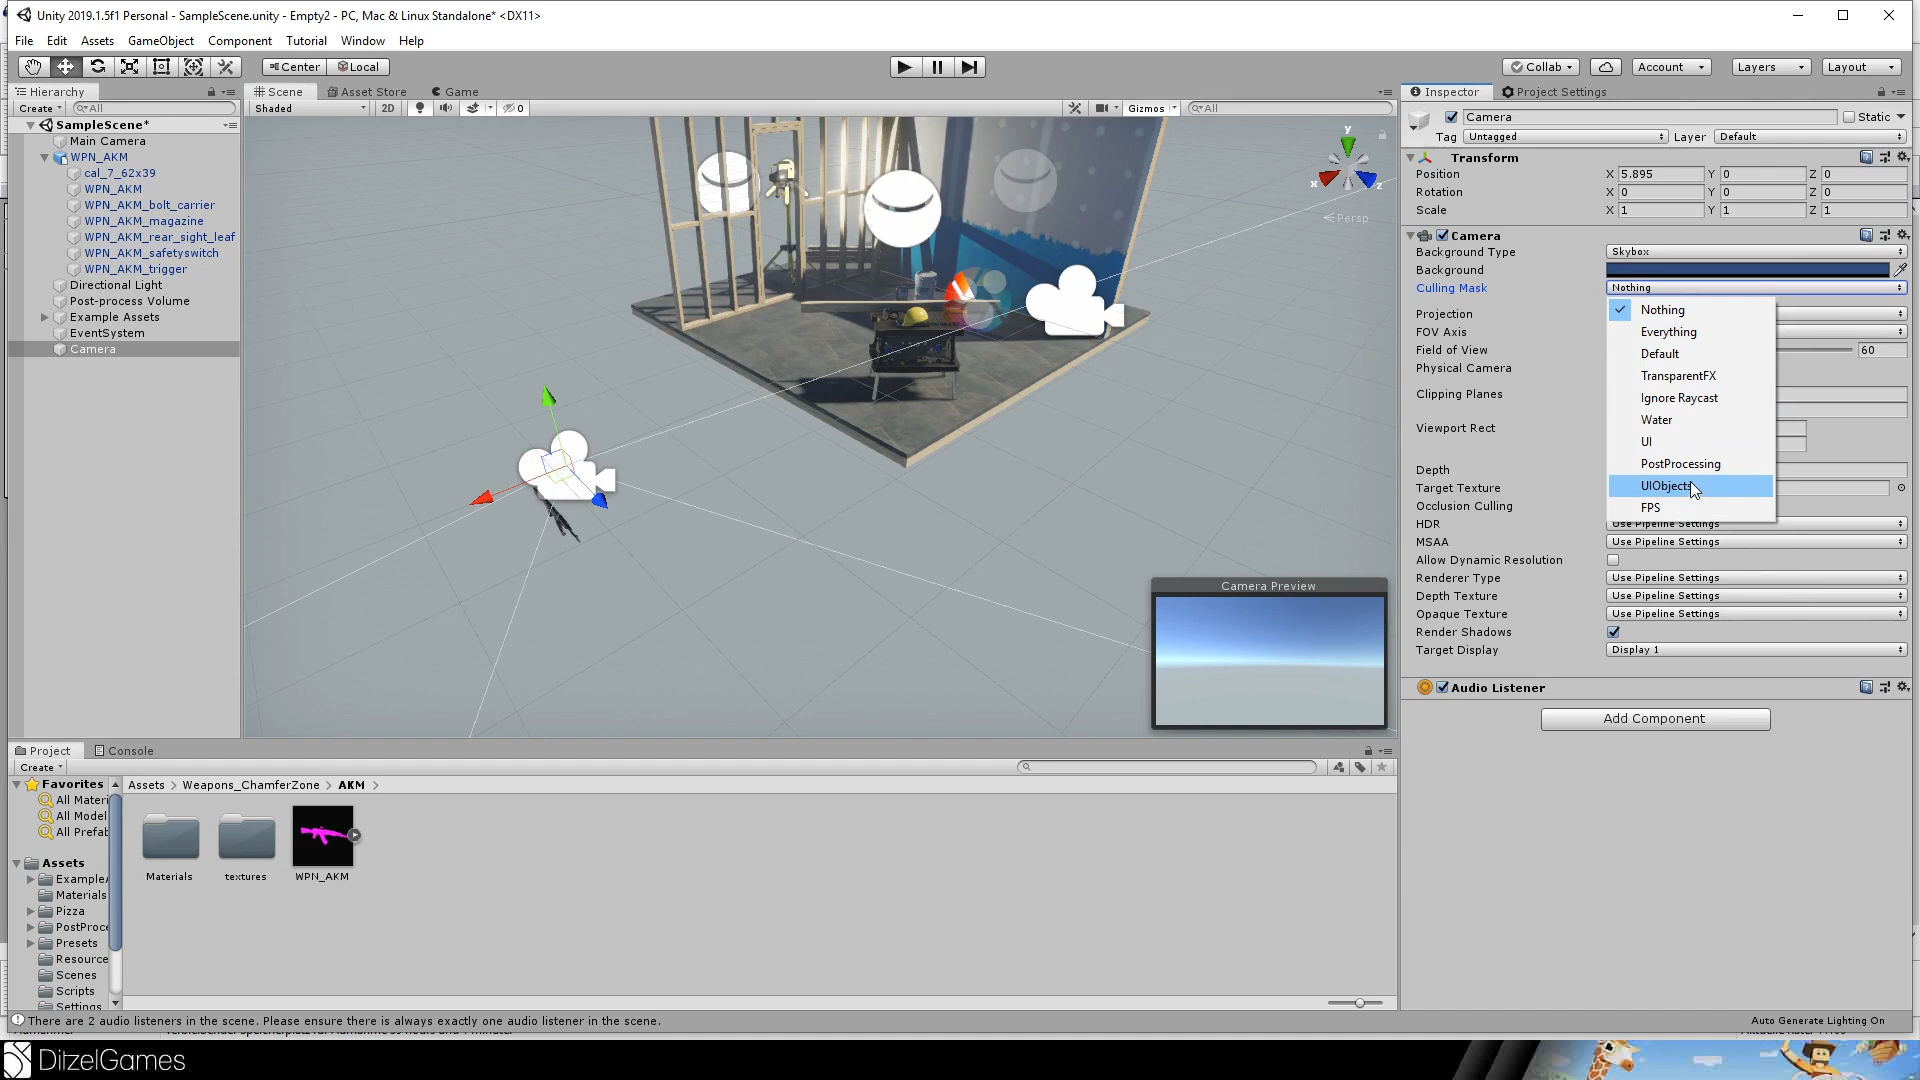 Unity 2019.1.5f1 Personal - SampleScene.unity - Empty2 - PC, Mac & Linux Standalone* <DX11>
File Edit Assets GameObject Component Tutorial Window Help
Center Local Collab Account Layers Layout
Hierarchy
Create All
SampleScene*
Main Camera
WPN_AKM
cal_7_62x39
WPN_AKM
WPN_AKM_bolt_carrier
WPN_AKM_magazine
WPN_AKM_rear_sight_leaf
WPN_AKM_safetyswitch
WPN_AKM_trigger
Directional Light
Post-process Volume
Example Assets
EventSystem
Camera
Scene Asset Store Game
Shaded 2D 0 Gizmos All
y
x z
Persp
Camera Preview
Inspector Project Settings
Camera Static
Tag Untagged Layer Default
Transform
Position X 5.895 Y 0 Z 0
Rotation X 0 Y 0 Z 0
Scale X 1 Y 1 Z 1
Camera
Background Type Skybox
Background
Culling Mask Nothing
Projection
FOV Axis
Field of View 60
Physical Camera
Clipping Planes
Viewport Rect
Depth
Target Texture
Occlusion Culling
Nothing
Everything
Default
TransparentFX
Ignore Raycast
Water
UI
PostProcessing
UIObjects
FPS
HDR Use Pipeline Settings
MSAA Use Pipeline Settings
Allow Dynamic Resolution
Renderer Type Use Pipeline Settings
Depth Texture Use Pipeline Settings
Opaque Texture Use Pipeline Settings
Render Shadows
Target Display Display 1
Audio Listener
Add Component
Project Console
Create
Favorites
All Materi
All Model
All Prefab
Assets
Example
Materials
Pizza
PostProce
Presets
Resource
Scenes
Scripts
Settings
Assets > Weapons_ChamferZone > AKM >
Materials textures WPN_AKM
There are 2 audio listeners in the scene. Please ensure there is always exactly one audio listener in the scene.
Auto Generate Lighting On
DitzelGames